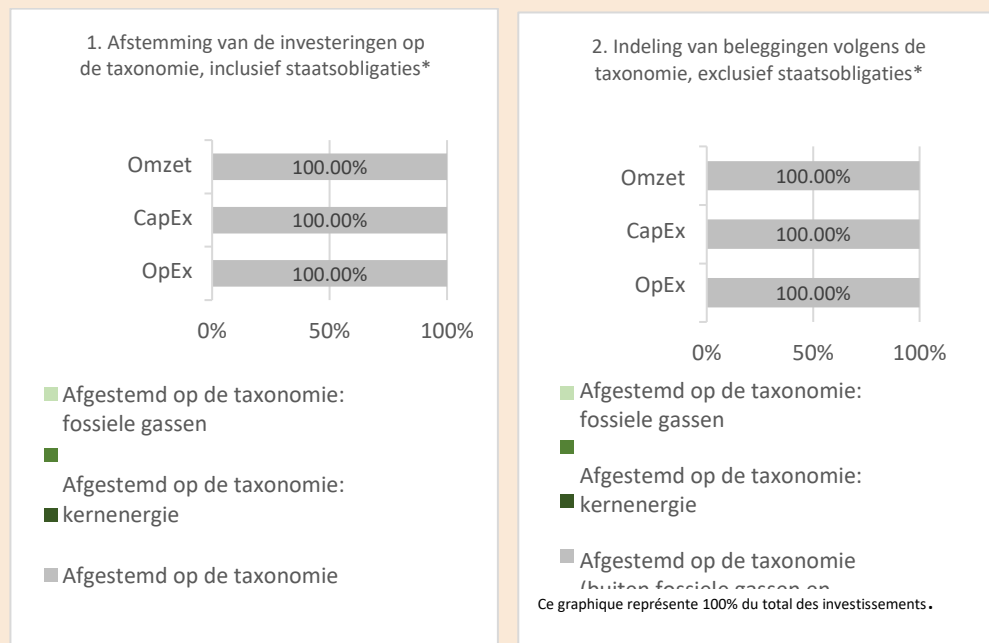 1. Afstemming van de investeringen op
de taxonomie, inclusief staatsobligaties*
Omzet
100.00%
CapEx
100.00%
OpEx
100.00%
0% 50% 100%
Afgestemd op de taxonomie:
fossiele gassen
Afgestemd op de taxonomie:
kernenergie
Afgestemd op de taxonomie
2. Indeling van beleggingen volgens de
taxonomie, exclusief staatsobligaties*
Omzet
100.00%
CapEx
100.00%
OpEx
100.00%
0% 50% 100%
Afgestemd op de taxonomie:
fossiele gassen
Afgestemd op de taxonomie:
kernenergie
Afgestemd op de taxonomie
(buiten fossiele gassen en
Ce graphique représente 100% du total des investissements.